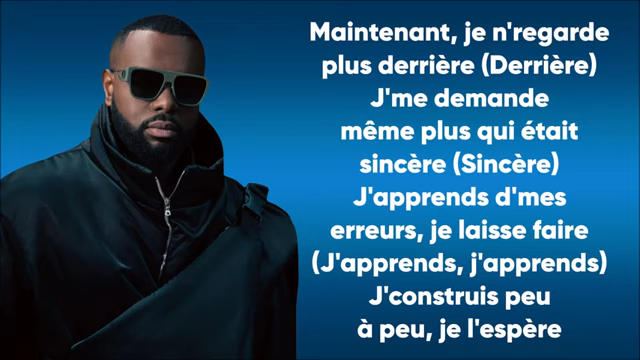 Maintenant, je n'regarde
plus derrière (Derrière)
J'me demande
même plus qui était
sincère (Sincère)
J'apprends d'mes
erreurs, je laisse faire
(J'apprends, j'apprends)
J'construis peu
à peu, je l'espère